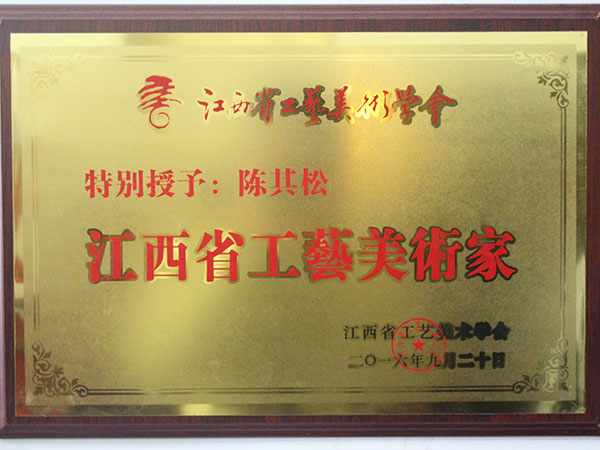 江西省工藝美術学會
特别授予：陈其松
江西省工藝美術家
江西省工艺美术学会
二〇一六年九月二十日